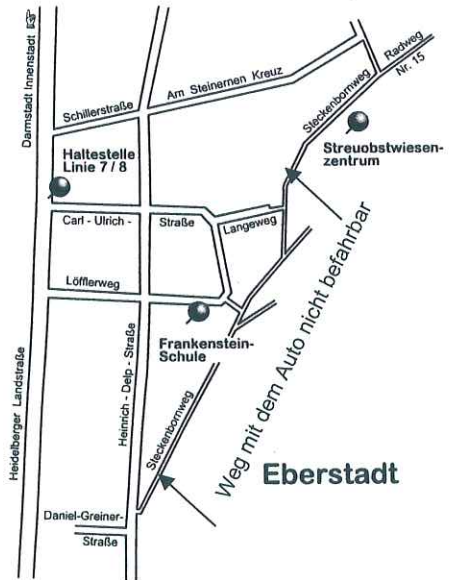 Darmstadt Innenstadt
Schillerstraße
Am Steinernen Kreuz
Steckenbornweg
Radweg
Nr. 15
Haltestelle
Linie 7 / 8
Streuobstwiesen-
zentrum
Carl - Ulrich -
Straße
Langeweg
Löfflerweg
Frankenstein-
Schule
Heidelberger Landstraße
Heinrich - Delp - Straße
Steckenbornweg
Weg mit dem Auto nicht befahrbar
Eberstadt
Daniel-Greiner-
Straße